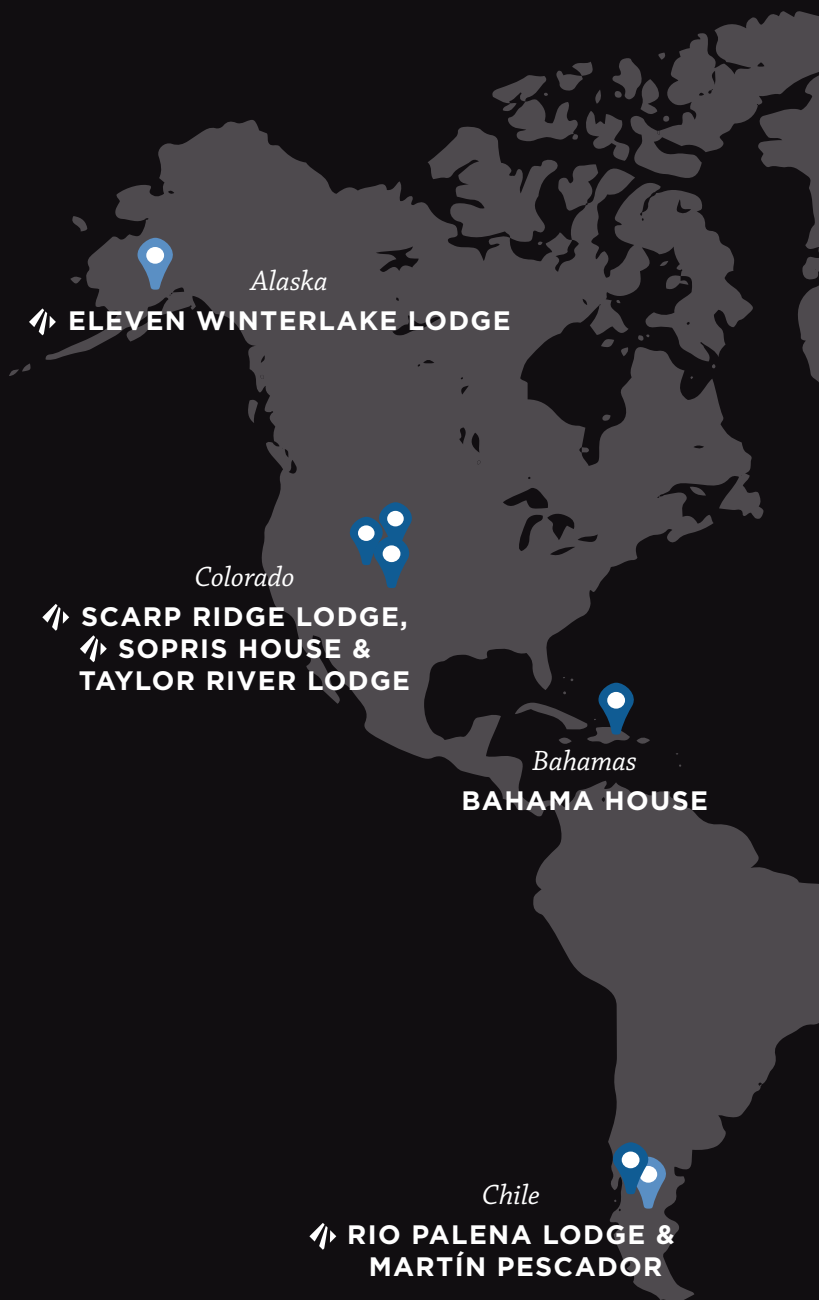 Alaska
ELEVEN WINTERLAKE LODGE
Colorado
SCARP RIDGE LODGE,
SOPRIS HOUSE &
TAYLOR RIVER LODGE
Bahamas
BAHAMA HOUSE
Chile
RIO PALENA LODGE &
MARTÍN PESCADOR